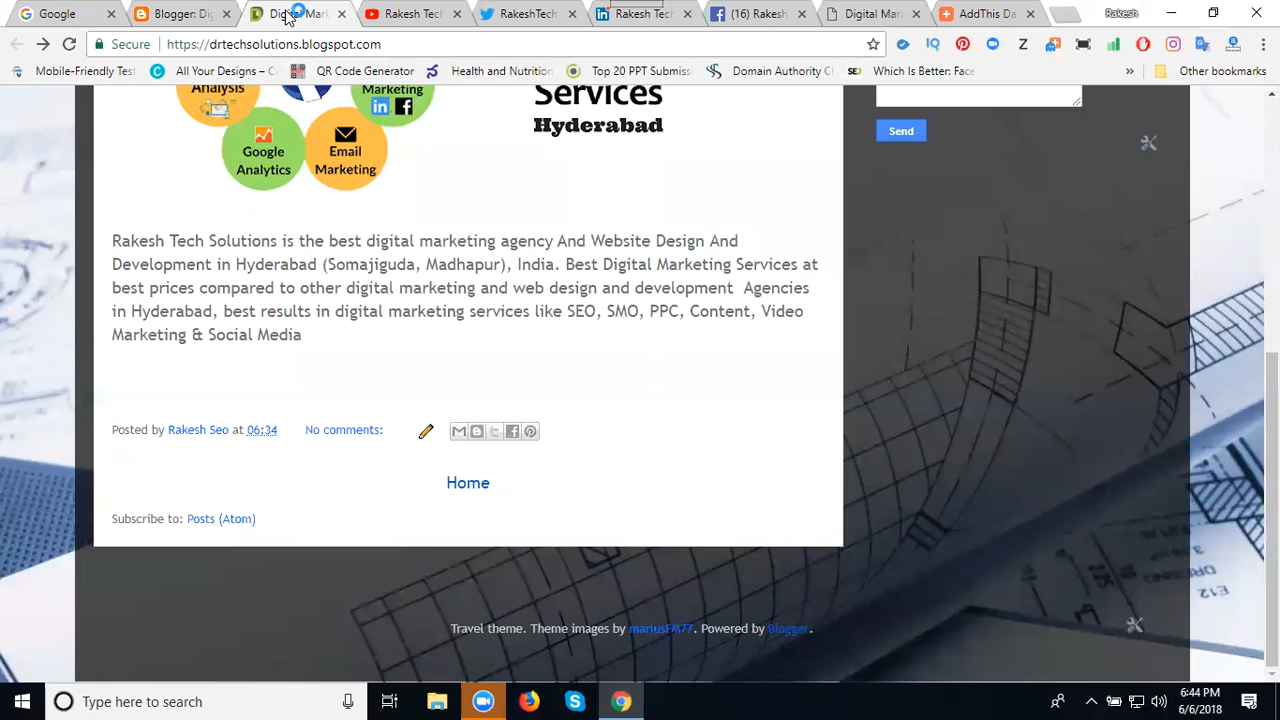 Google
Blogger: Dig
Digital Mark
Rakesh Tech
RakeshTech
Rakesh Tech
(16) Rakesh
Digital Mark
AddThis Da
Rakesh
Secure
https://drtechsolutions.blogspot.com
Mobile-Friendly Test
All Your Designs – C
QR Code Generator
Health and Nutrition
Top 20 PPT Submiss
Domain Authority C
Which Is Better: Face
Other bookmarks
Analysis
Marketing
Google
Analytics
Email
Marketing
Services
Hyderabad
Send
Rakesh Tech Solutions is the best digital marketing agency And Website Design And
Development in Hyderabad (Somajiguda, Madhapur), India. Best Digital Marketing Services at
best prices compared to other digital marketing and web design and development Agencies
in Hyderabad, best results in digital marketing services like SEO, SMO, PPC, Content, Video
Marketing & Social Media
Posted by Rakesh Seo at 06:34 No comments:
Home
Subscribe to: Posts (Atom)
E12
Travel theme. Theme images by mariusFM77. Powered by Blogger.
Type here to search
6:44 PM
6/6/2018